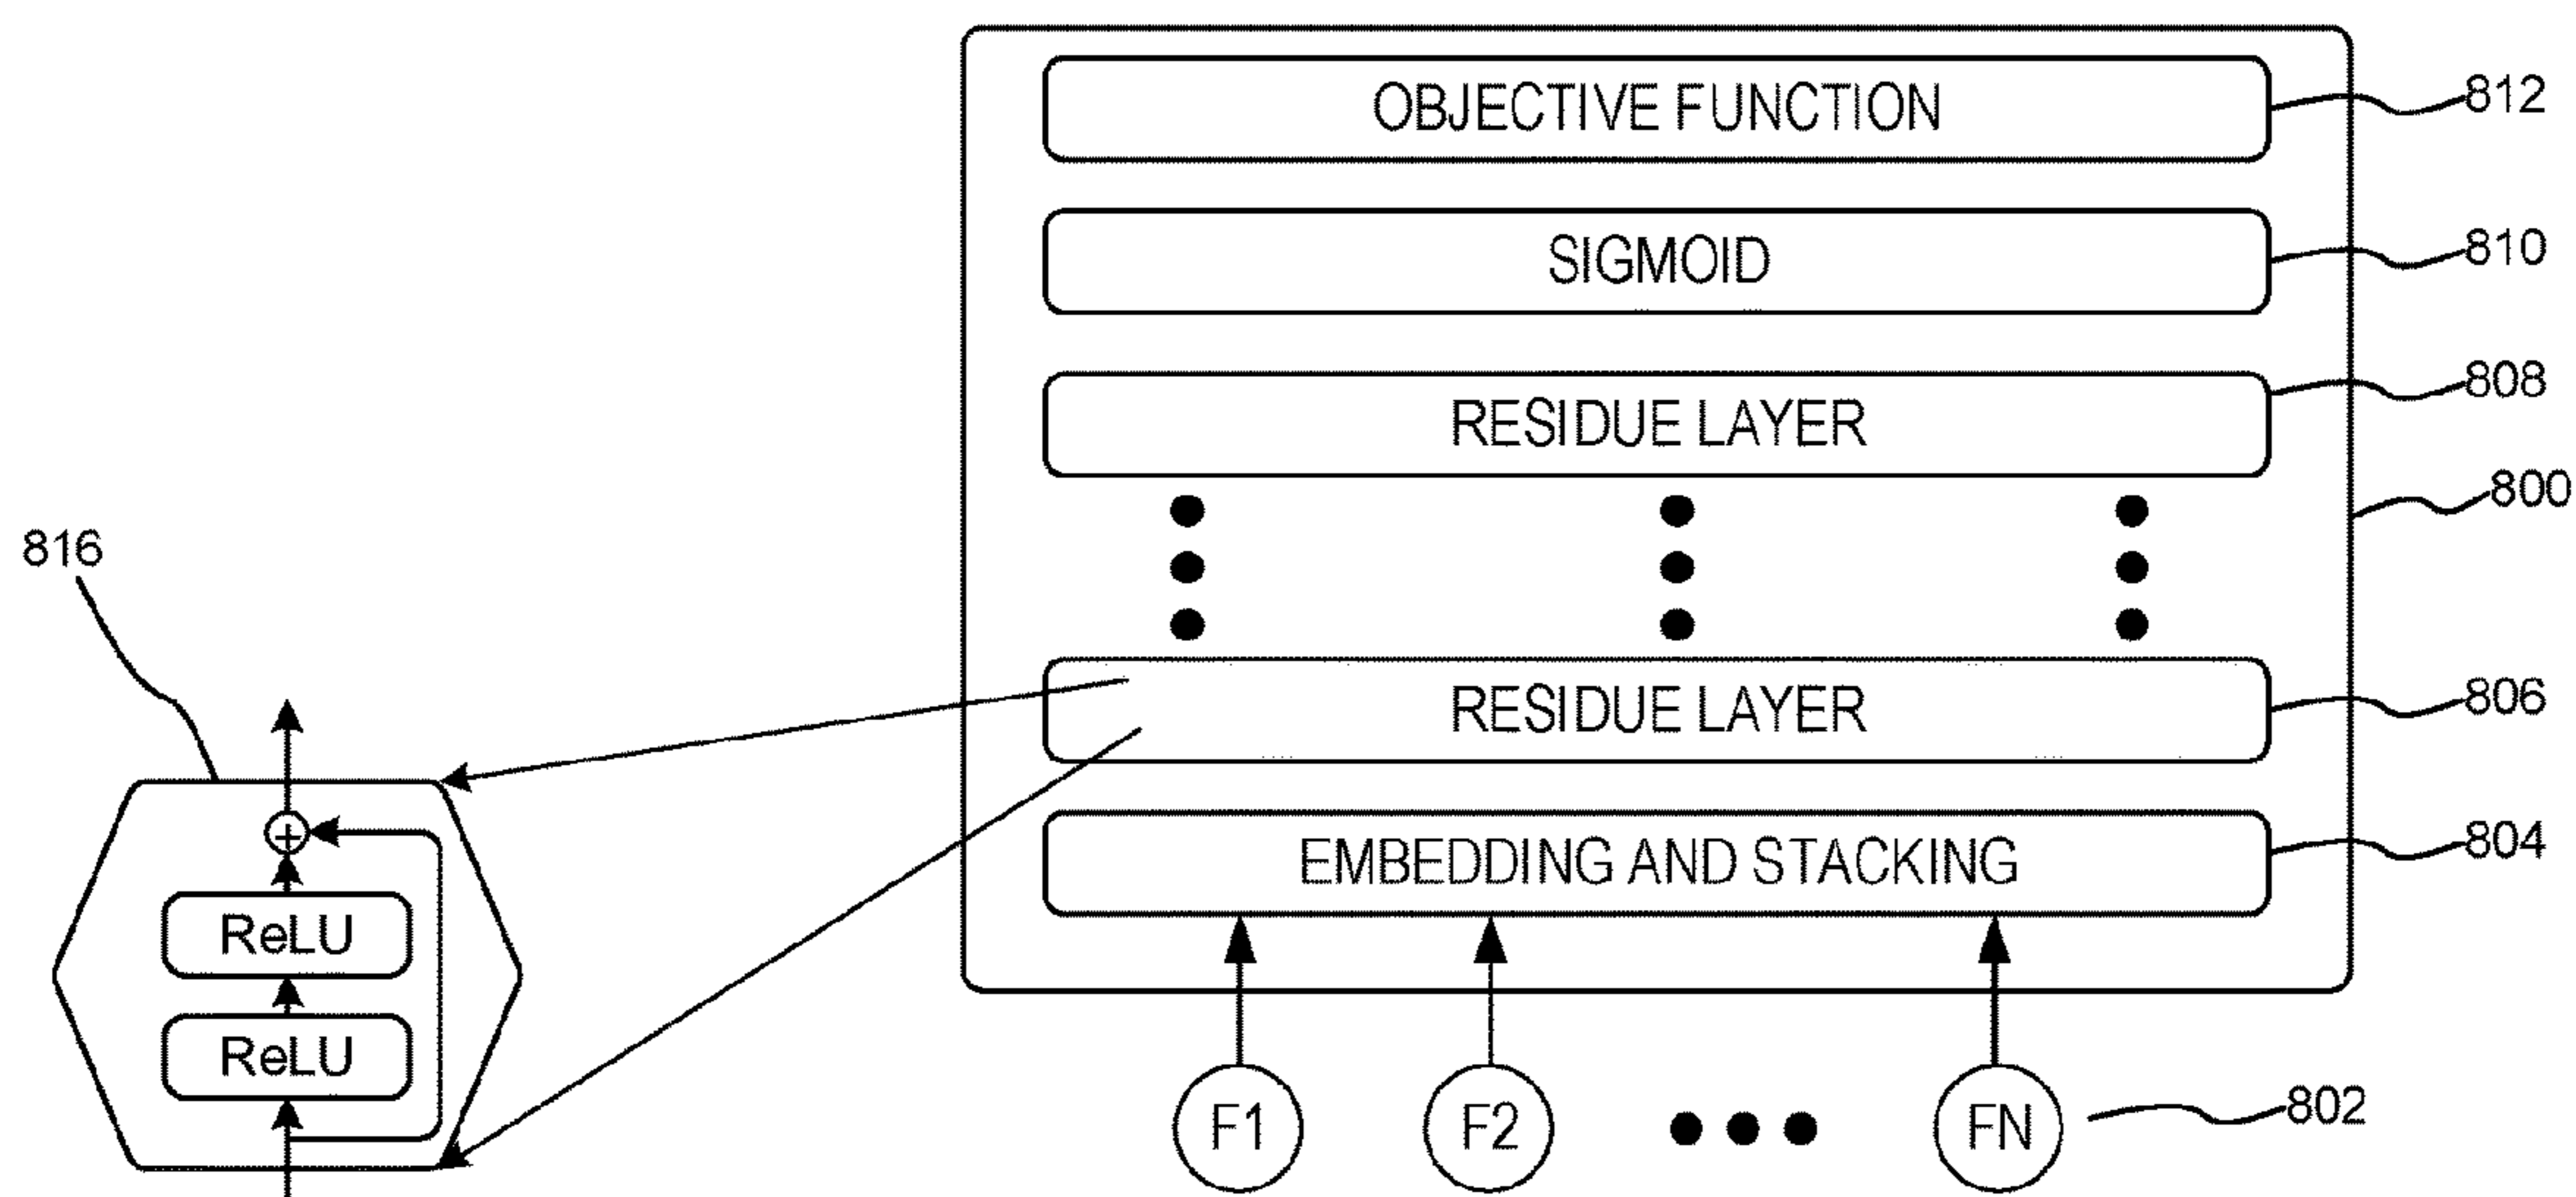 OBJECTIVE FUNCTION
812
SIGMOID
810
RESIDUE LAYER
808
800
816
RESIDUE LAYER
806
+
EMBEDDING AND STACKING
804
ReLU
ReLU
F1
F2
FN
802